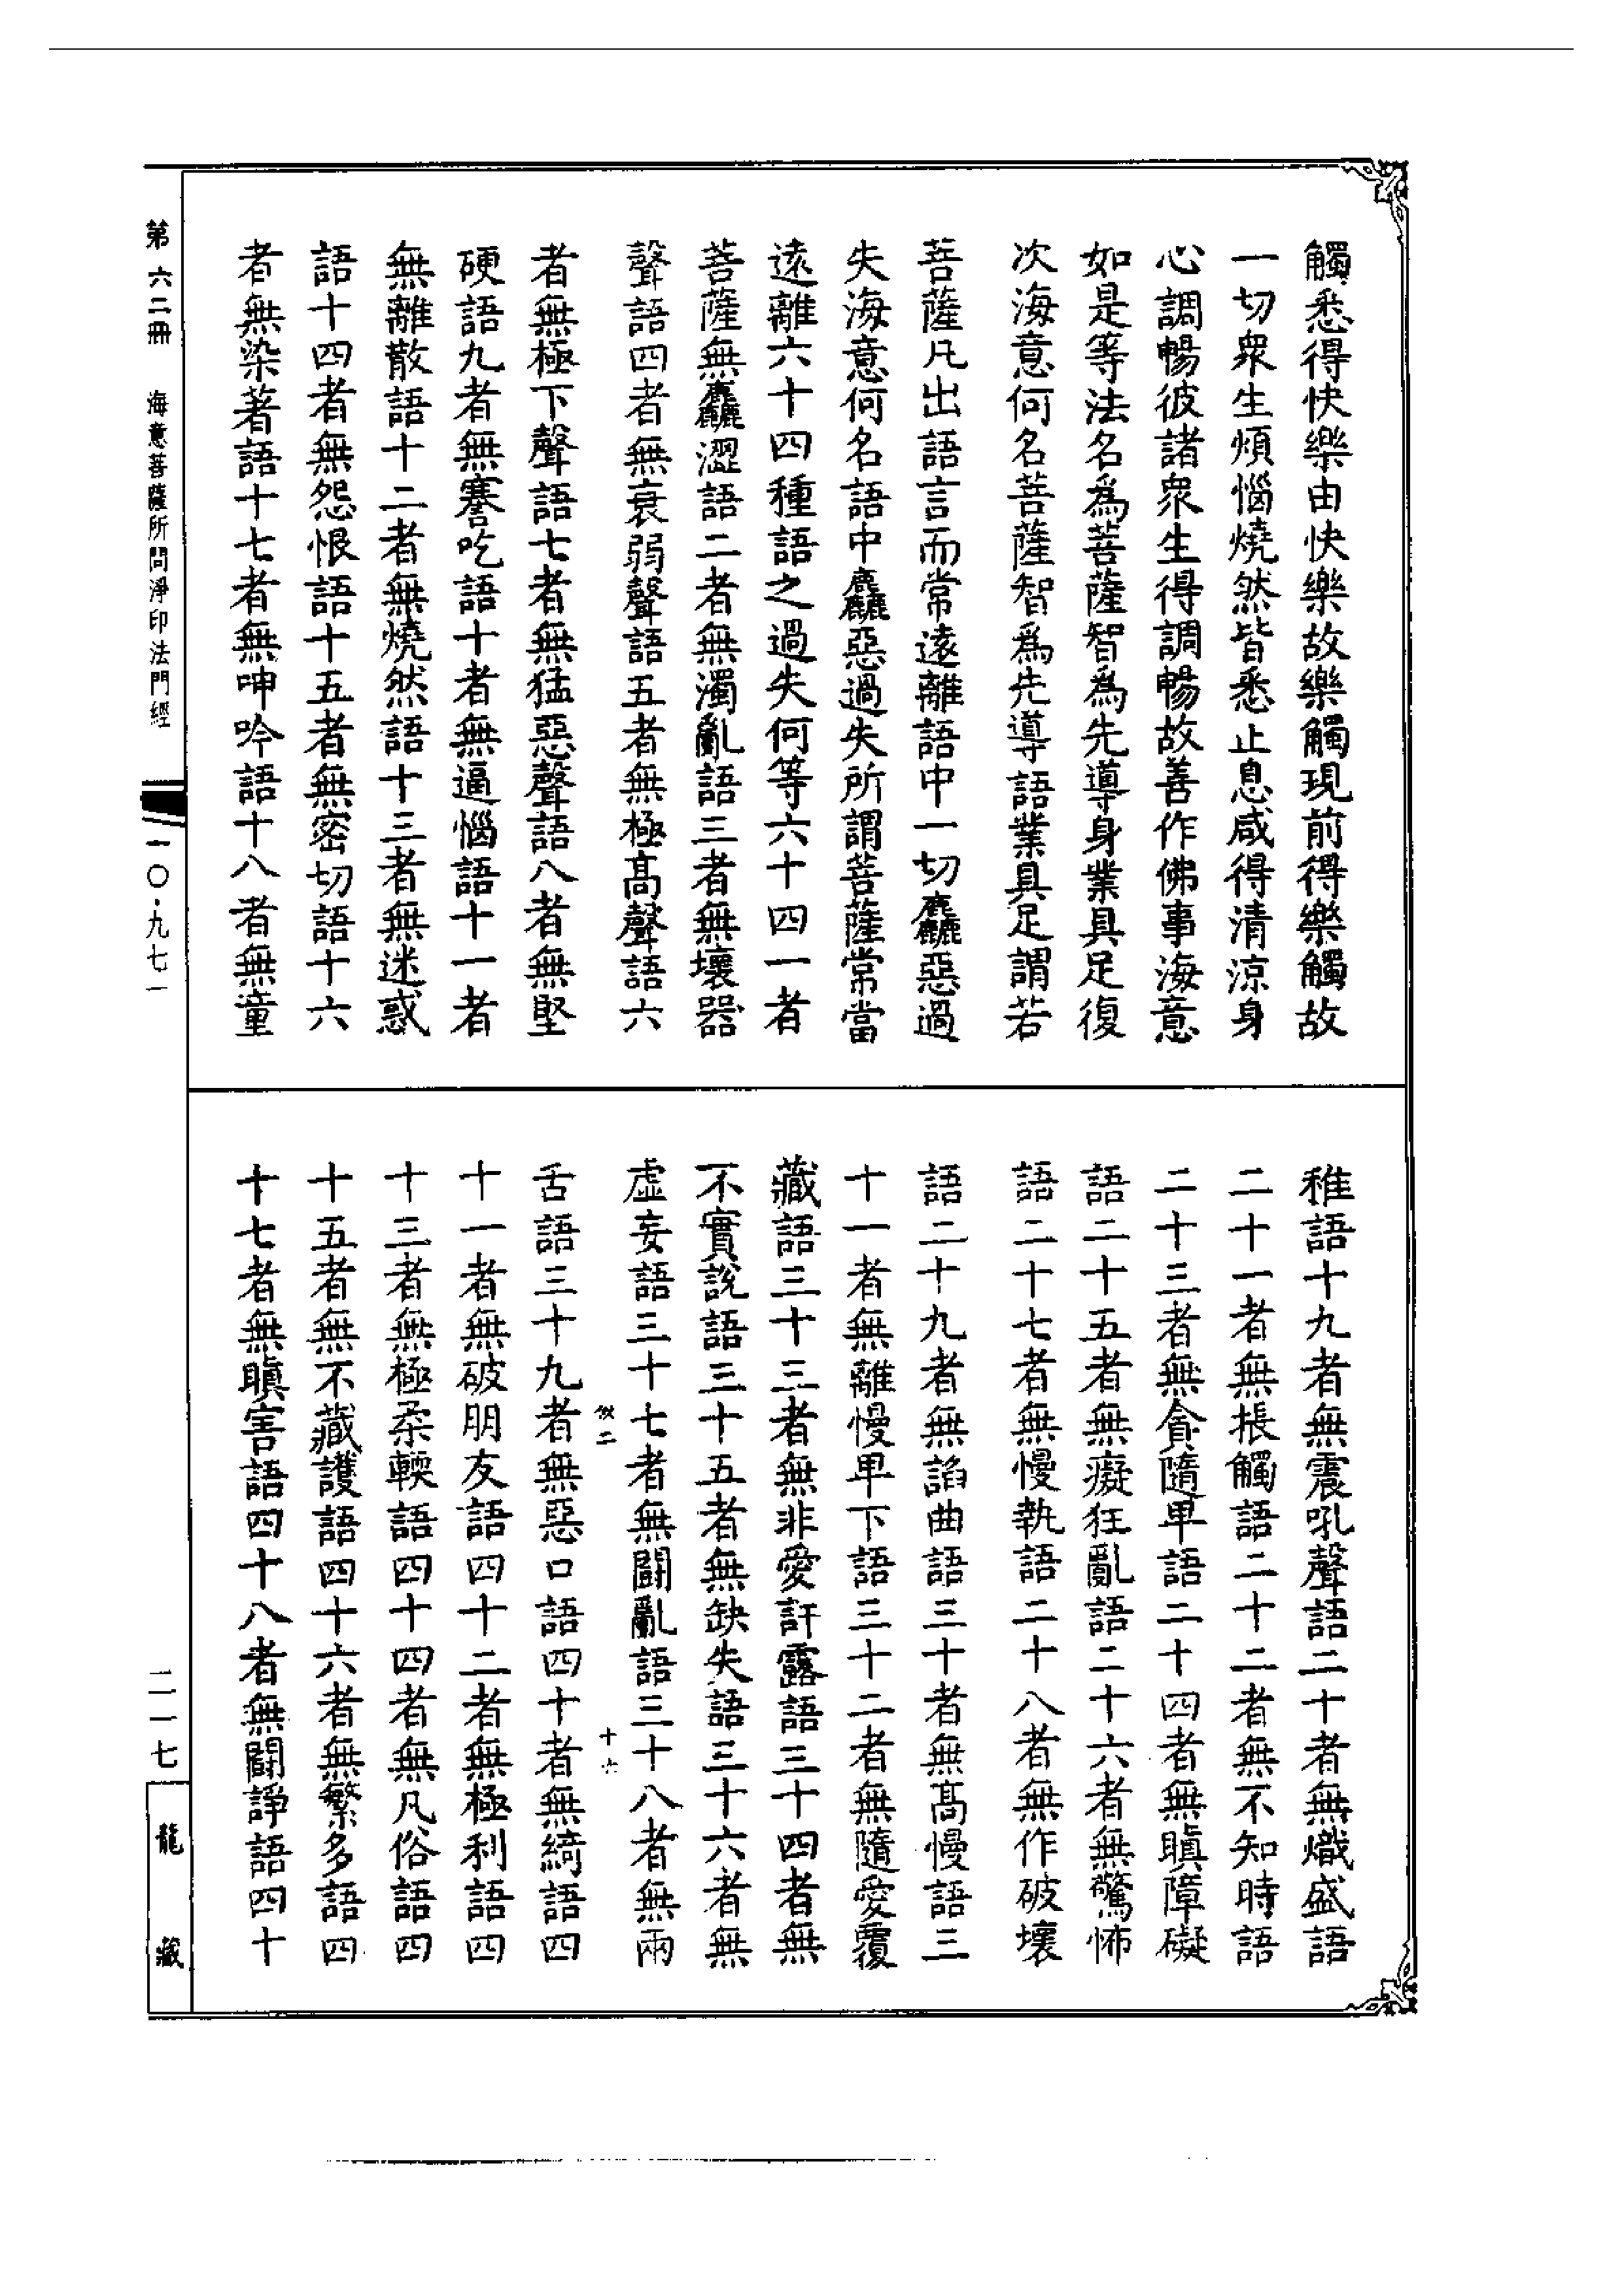 觸悉得快樂由快樂故樂觸現前得樂觸故
一切衆生煩惱燒然皆悉止息咸得清涼身
心調暢彼諸衆生得調暢故善作佛事海意
如是等法名爲菩薩智爲先導身業具足復
次海意何名菩薩智爲先導語業具足謂若
菩薩凡出語言而常遠離語中一切麤惡過
失海意何名語中麤惡過失所謂菩薩常當
遠離六十四種語之過失何等六十四一者
菩薩無麤澀語二者無濁亂語三者無壞器
聲語四者無衰弱聲語五者無極高聲語六
者無極下聲語七者無猛惡聲語八者無堅
硬語九者無謇吃語十者無逼惱語十一者
無離散語十二者無燒然語十三者無迷惑
語十四者無怨恨語十五者無密切語十六
者無染著語十七者無呻吟語十八者無童
稚語十九者無震吼聲語二十者無熾盛語
二十一者無掁觸語二十二者無不知時語
二十三者無貪隨卑語二十四者無瞋障礙
語二十五者無癡狂亂語二十六者無驚怖
語二十七者無慢執語二十八者無作破壞
語二十九者無諂曲語三十者無高慢語三
十一者無離慢卑下語三十二者無隨愛覆
藏語三十三者無非愛訐露語三十四者無
不實說語三十五者無缺失語三十六者無
虛妄語三十七者無鬬亂語三十八者無兩
舌語三十九者無惡口語四十者無綺語四
十一者無破朋友語四十二者無極利語四
十三者無極柔輭語四十四者無凡俗語四
十五者無不藏護語四十六者無繁多語四
十七者無瞋害語四十八者無鬬諍語四十
第六二冊 海意菩薩所問淨印法門經
一〇·九七一
二一七
龍藏